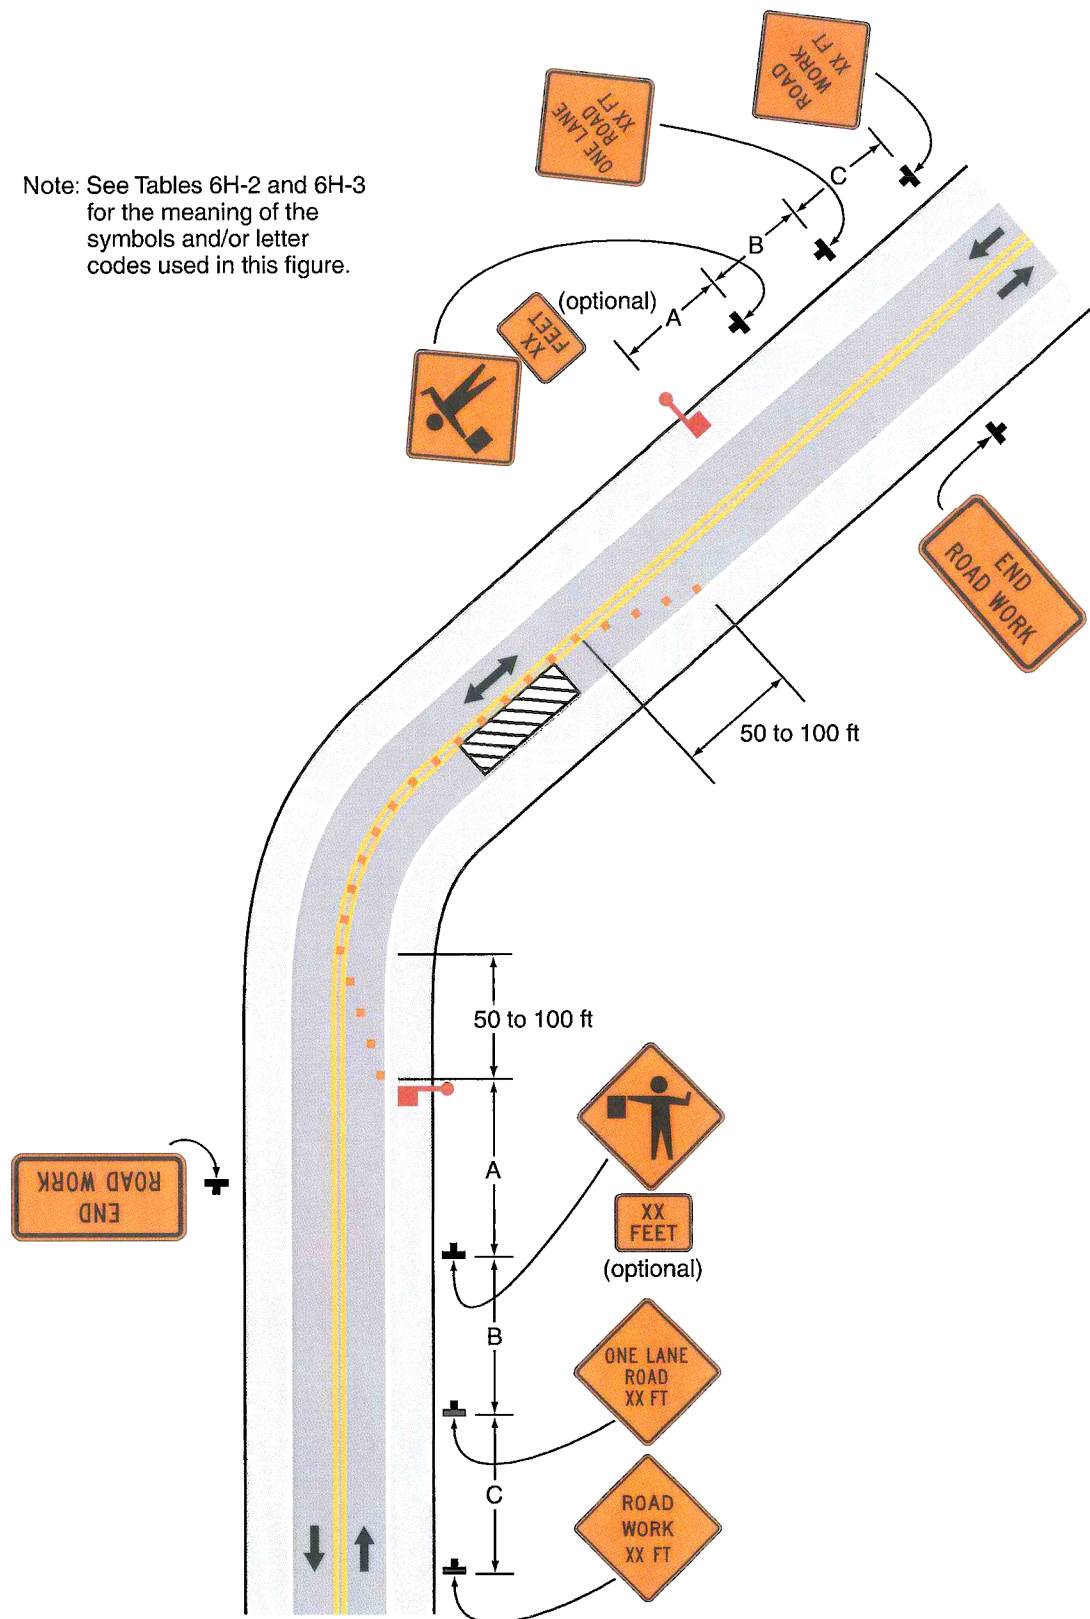 ROAD
WORK
XX FT
ONE LANE
ROAD
XX FT
C
Note: See Tables 6H-2 and 6H-3
for the meaning of the
symbols and/or letter
codes used in this figure.
B
(optional)
A
XX
FEET
END
ROAD WORK
50 to 100 ft
50 to 100 ft
A
END
ROAD WORK
XX
FEET
(optional)
B
ONE LANE
ROAD
XX FT
C
ROAD
WORK
XX FT